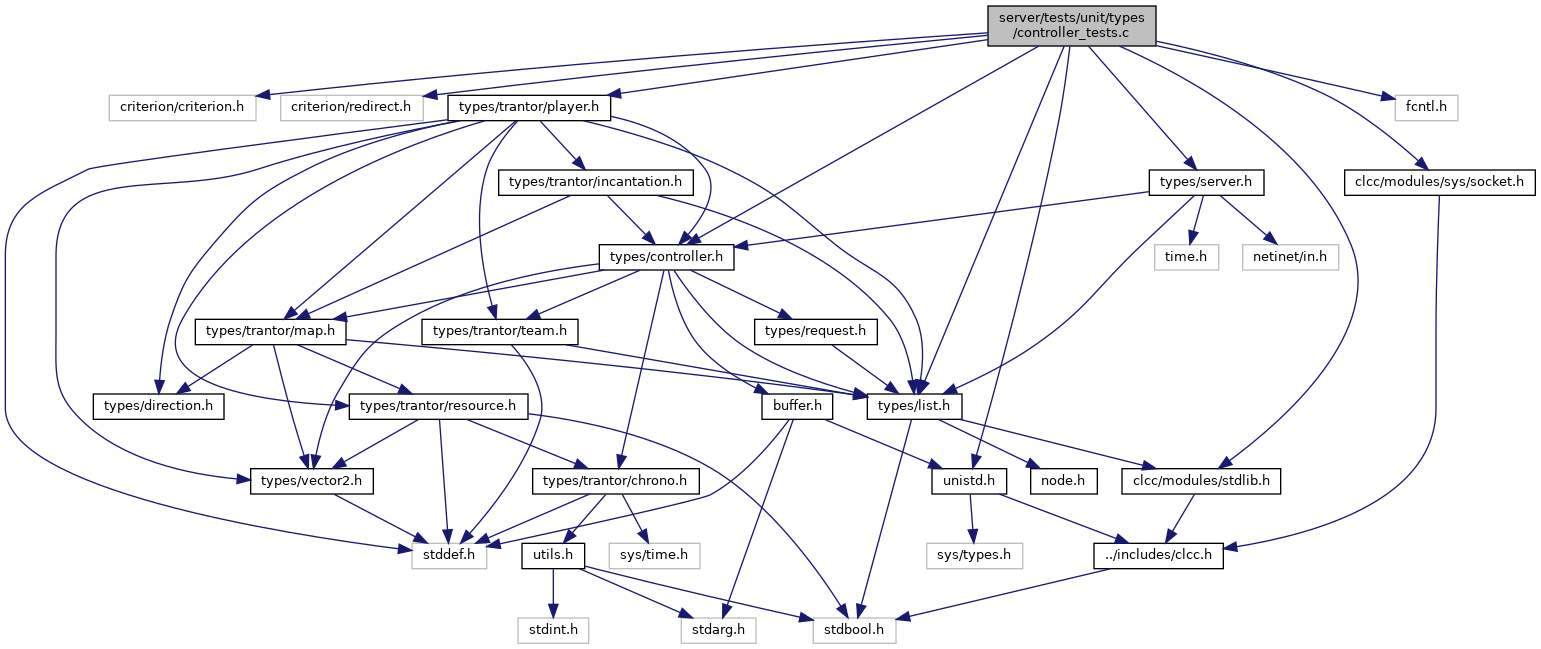 server/tests/unit/types
/controller_tests.c
criterion/criterion.h
criterion/redirect.h
types/trantor/player.h
fcntl.h
types/trantor/incantation.h
types/server.h
clcc/modules/sys/socket.h
types/controller.h
time.h
netinet/in.h
types/trantor/map.h
types/trantor/team.h
types/request.h
types/direction.h
types/trantor/resource.h
buffer.h
types/list.h
types/vector2.h
types/trantor/chrono.h
unistd.h
node.h
clcc/modules/stdlib.h
stddef.h
utils.h
sys/time.h
sys/types.h
../includes/clcc.h
stdint.h
stdarg.h
stdbool.h